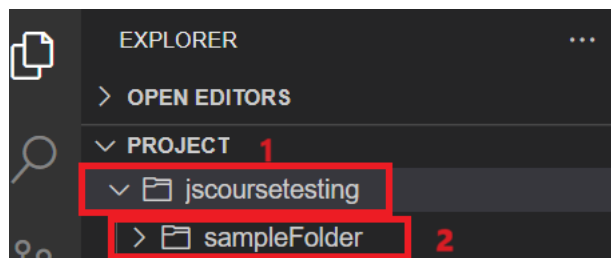 EXPLORER ...
OPEN EDITORS
PROJECT 1
jscoursetesting
sampleFolder 2